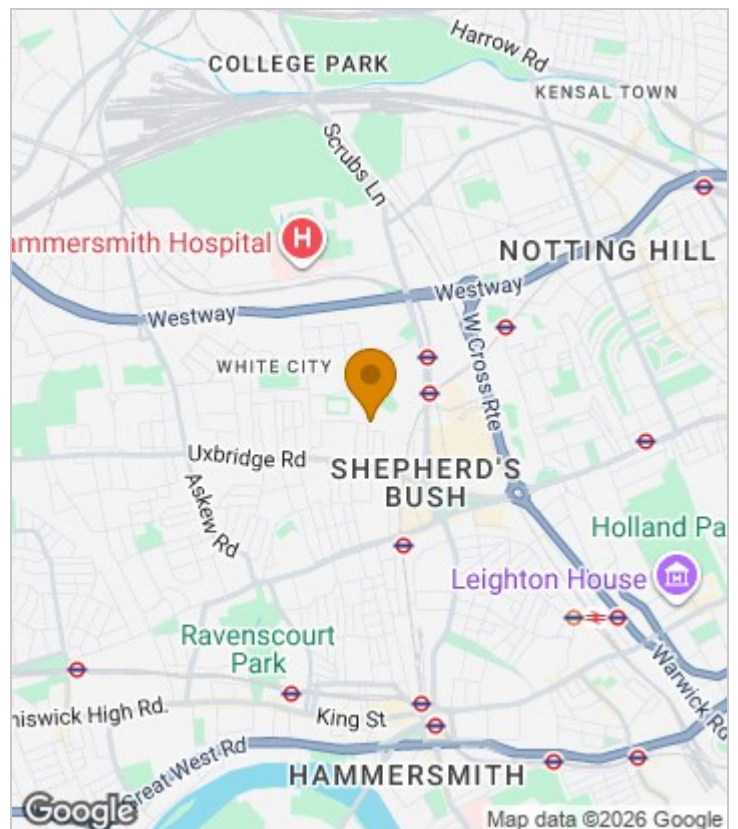 Harrow Rd
COLLEGE PARK
KENSAL TOWN
Scrubs Ln
ammersmith Hospital
H
NOTTING HILL
Westway
Westway
W Cross Rte
WHITE CITY
Uxbridge Rd
SHEPHERD'S
BUSH
Askew Rd
Holland Pa
Leighton House
Ravenscourt
Park
Warwick Rd
hiswick High Rd.
King St
Great West Rd
HAMMERSMITH
Google
Map data ©2026 Google